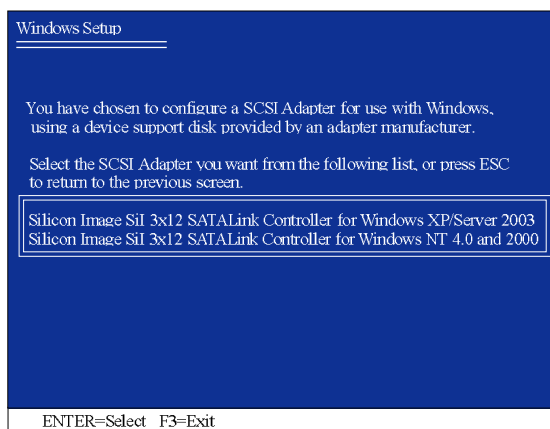 Windows Setup
You have chosen to configure a SCSI Adapter for use with Windows,
using a device support disk provided by an adapter manufacturer.
Select the SCSI Adapter you want from the following list, or press ESC
to return to the previous screen.
Silicon Image SiI 3x12 SATALink Controller for Windows XP/Server 2003
Silicon Image SiI 3x12 SATALink Controller for Windows NT 4.0 and 2000
ENTER=Select F3=Exit